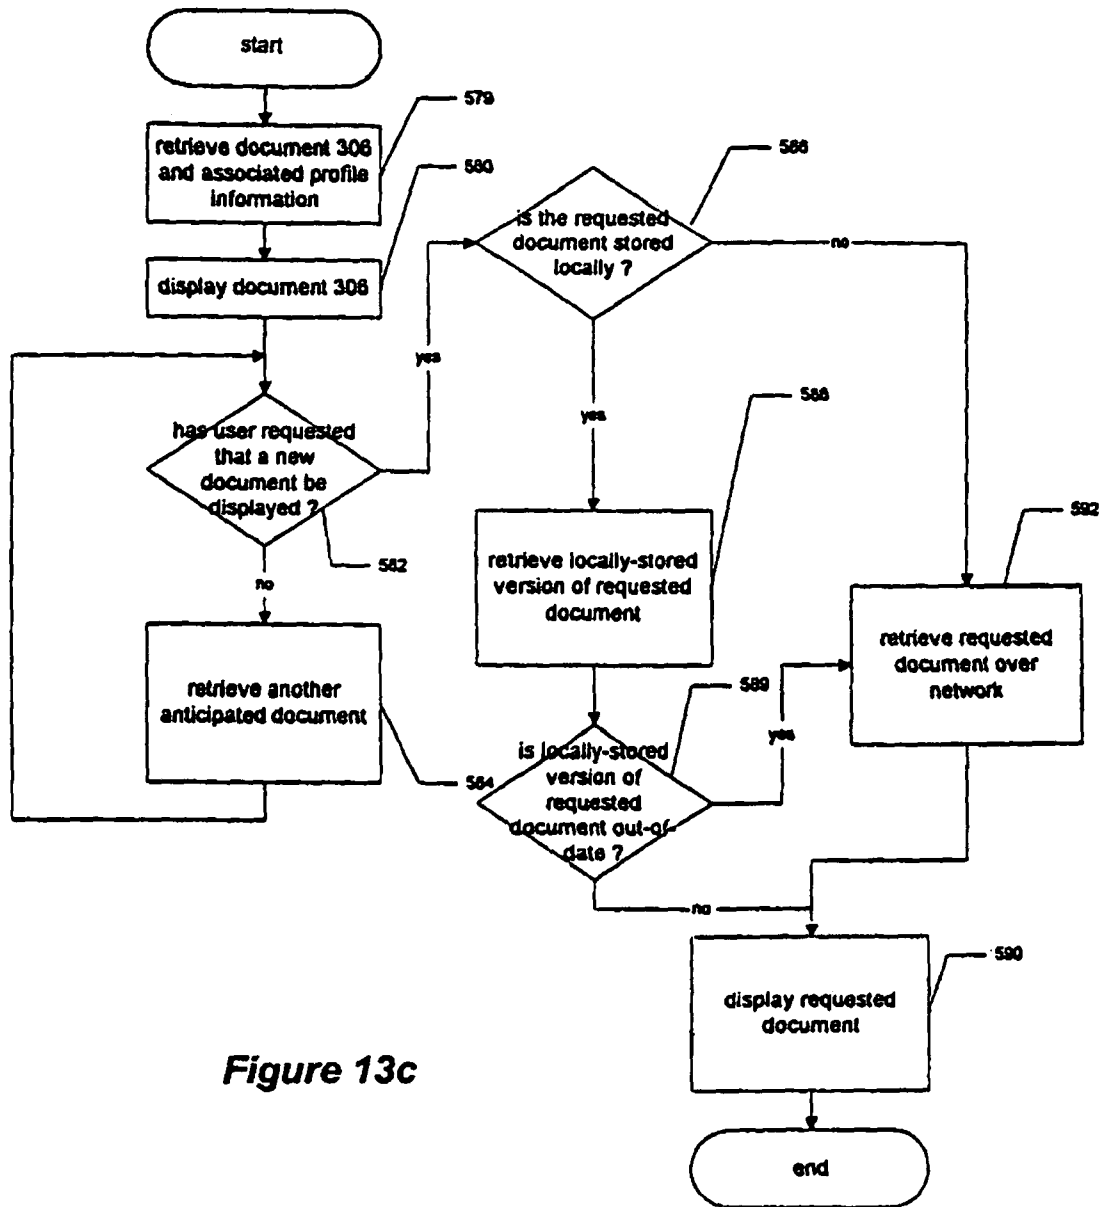 start
579
retrieve document 306
and associated profile
information
580
display document 306
has user requested
that a new
document be
displayed ?
582
yes
no
retrieve another
anticipated document
584
586
is the requested
document stored
locally ?
no
yes
588
retrieve locally-stored
version of requested
document
589
is locally-stored
version of
requested
document out-of-
date ?
yes
no
592
retrieve requested
document over
network
590
display requested
document
end
Figure 13c